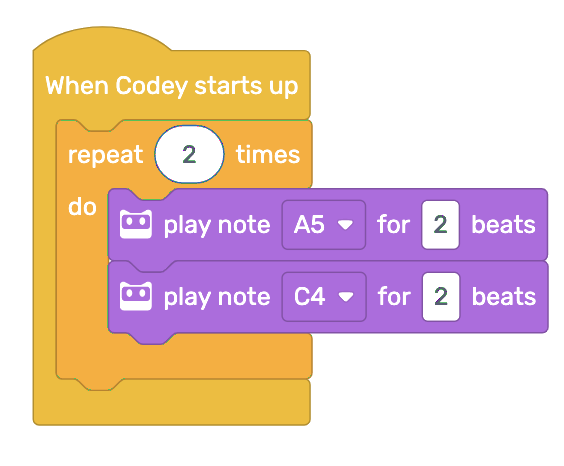 When Codey starts up
repeat 2 times
do
play note A5 for 2 beats
play note C4 for 2 beats